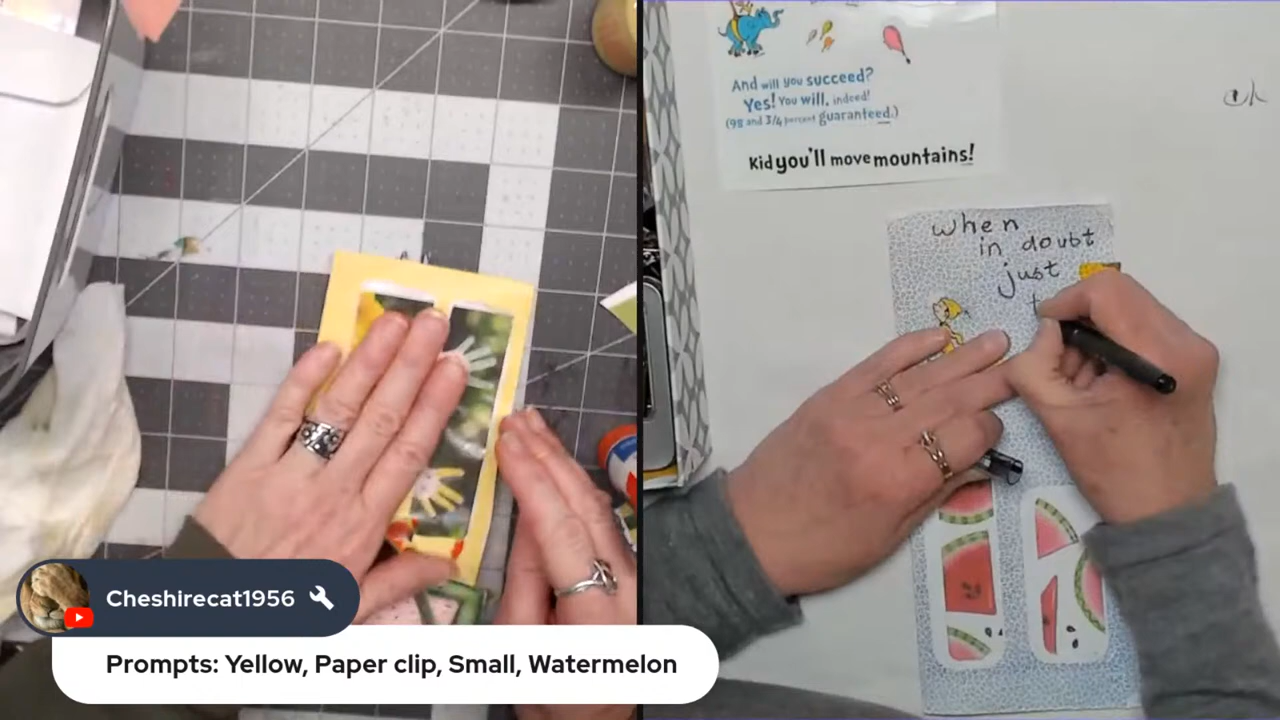 And will you succeed?
Yes! You will, indeed!
(98 and 3/4 percent guaranteed.)
Kid you'll move mountains!
when
in doubt
just
t
Cheshirecat1956
Prompts: Yellow, Paper clip, Small, Watermelon